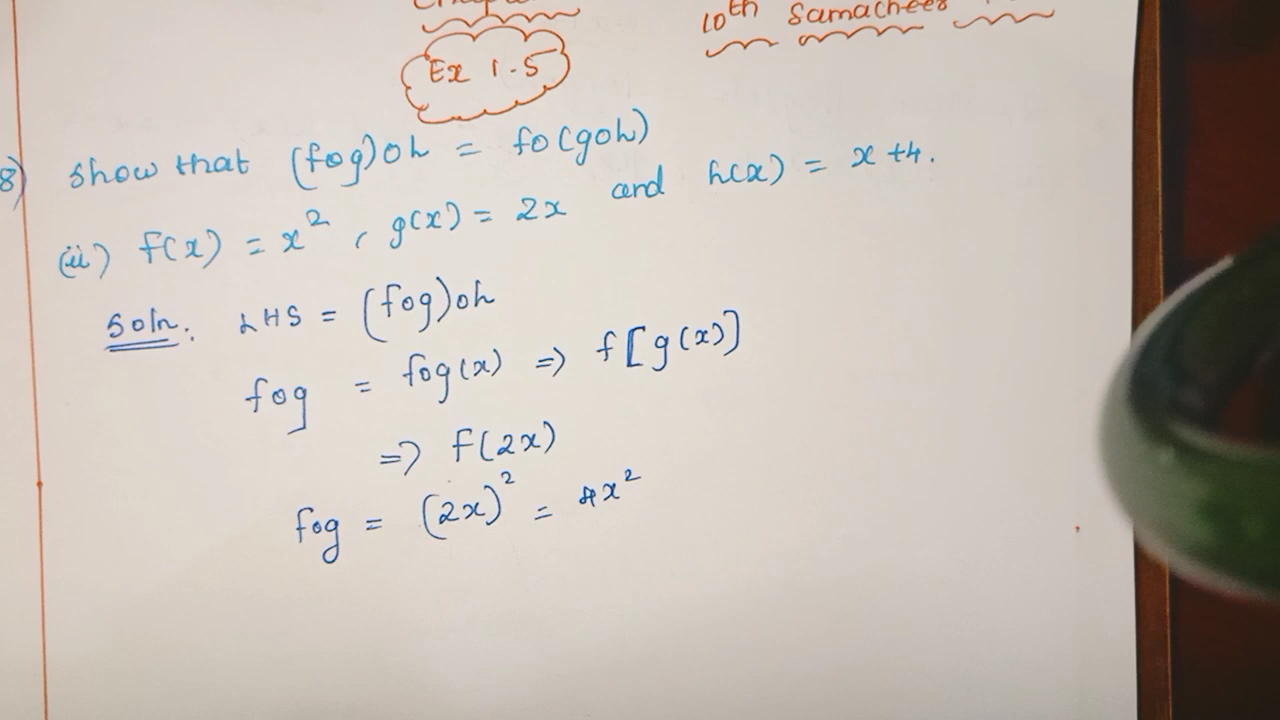 10th Samacheer
Ex 1.5
8) Show that (fog)oh = fo(goh)
(ii) f(x) = x², g(x) = 2x and h(x) = x+4.
Soln: LHS = (fog)oh
fog = fog(x) => f[g(x)]
=> f(2x)
fog = (2x)² = 4x²